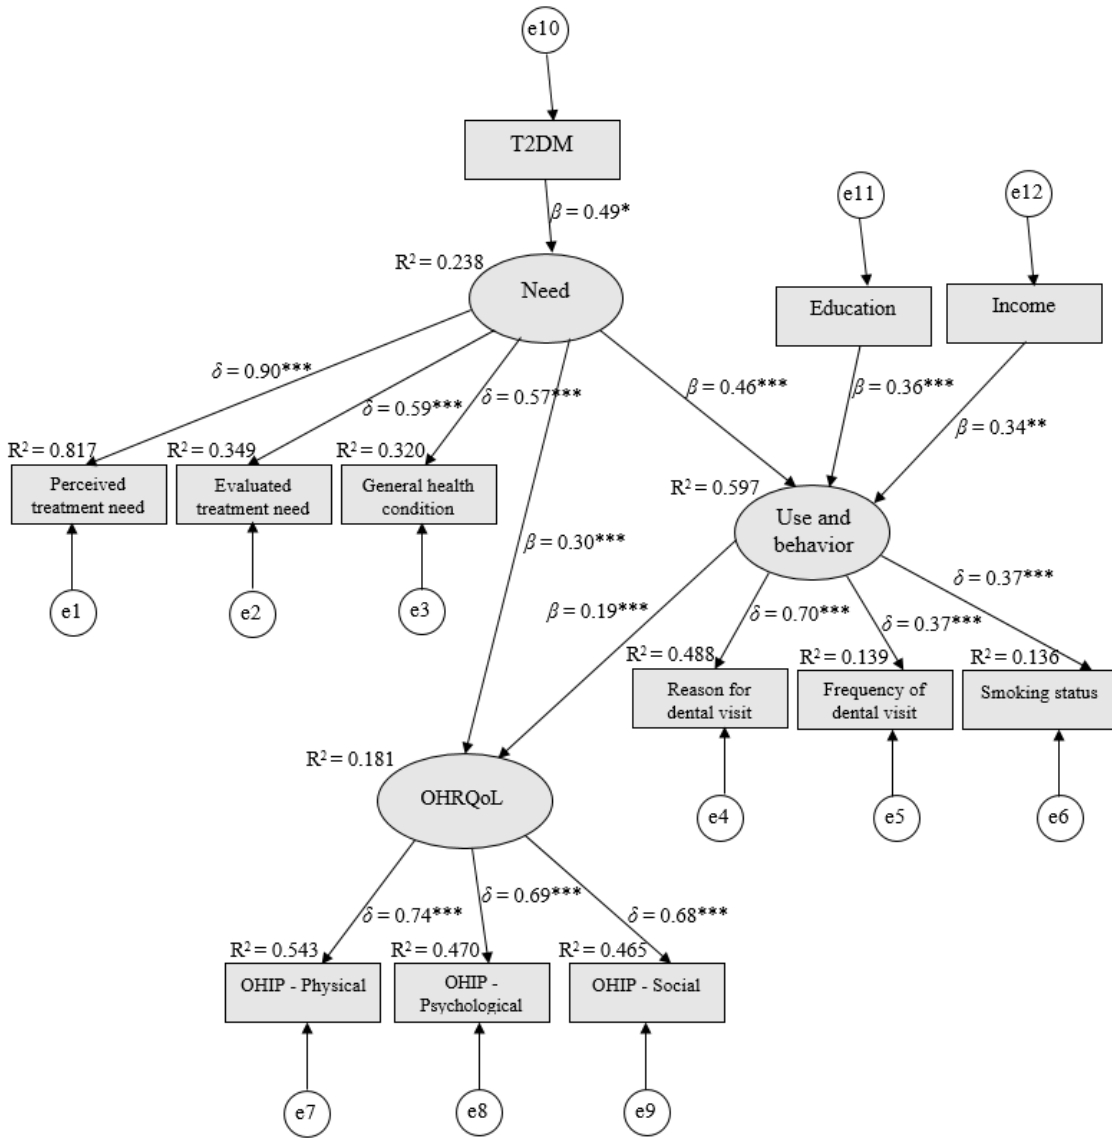 e10
T2DM
β = 0.49*
e11
e12
R² = 0.238
Need
Education
Income
δ = 0.90***
δ = 0.59***
δ = 0.57***
β = 0.46***
β = 0.36***
β = 0.34**
R² = 0.817
R² = 0.349
R² = 0.320
Perceived
treatment need
Evaluated
treatment need
General health
condition
R² = 0.597
Use and
behavior
β = 0.30***
e1
e2
e3
β = 0.19***
δ = 0.70***
δ = 0.37***
δ = 0.37***
R² = 0.488
R² = 0.139
R² = 0.136
Reason for
dental visit
Frequency of
dental visit
Smoking status
R² = 0.181
OHRQoL
e4
e5
e6
δ = 0.74***
δ = 0.69***
δ = 0.68***
R² = 0.543
R² = 0.470
R² = 0.465
OHIP - Physical
OHIP -
Psychological
OHIP - Social
e7
e8
e9